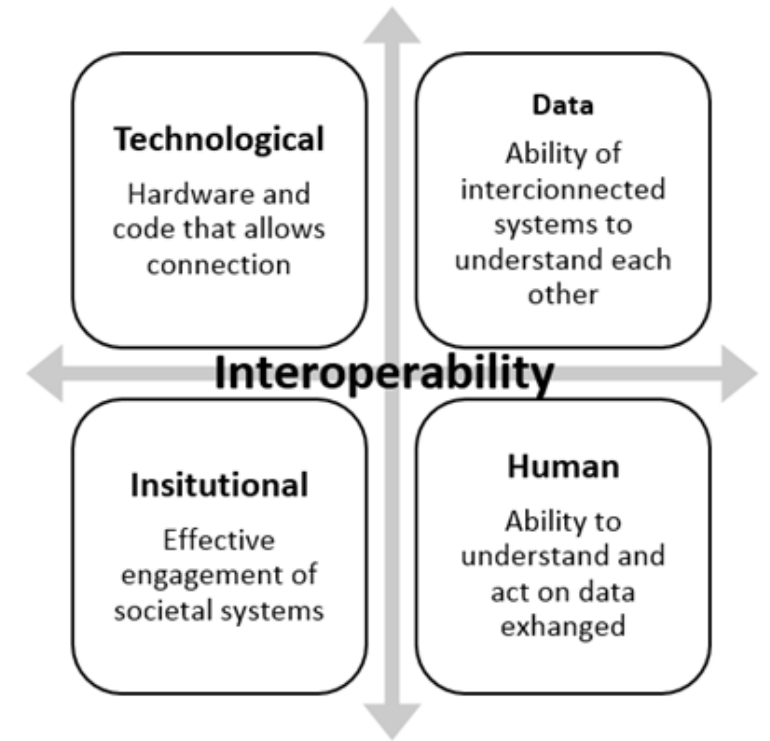 Technological
Hardware and
code that allows
connection
Data
Ability of
intercionnected
systems to
understand each
other
Interoperability
Insitutional
Effective
engagement of
societal systems
Human
Ability to
understand and
act on data
exhanged